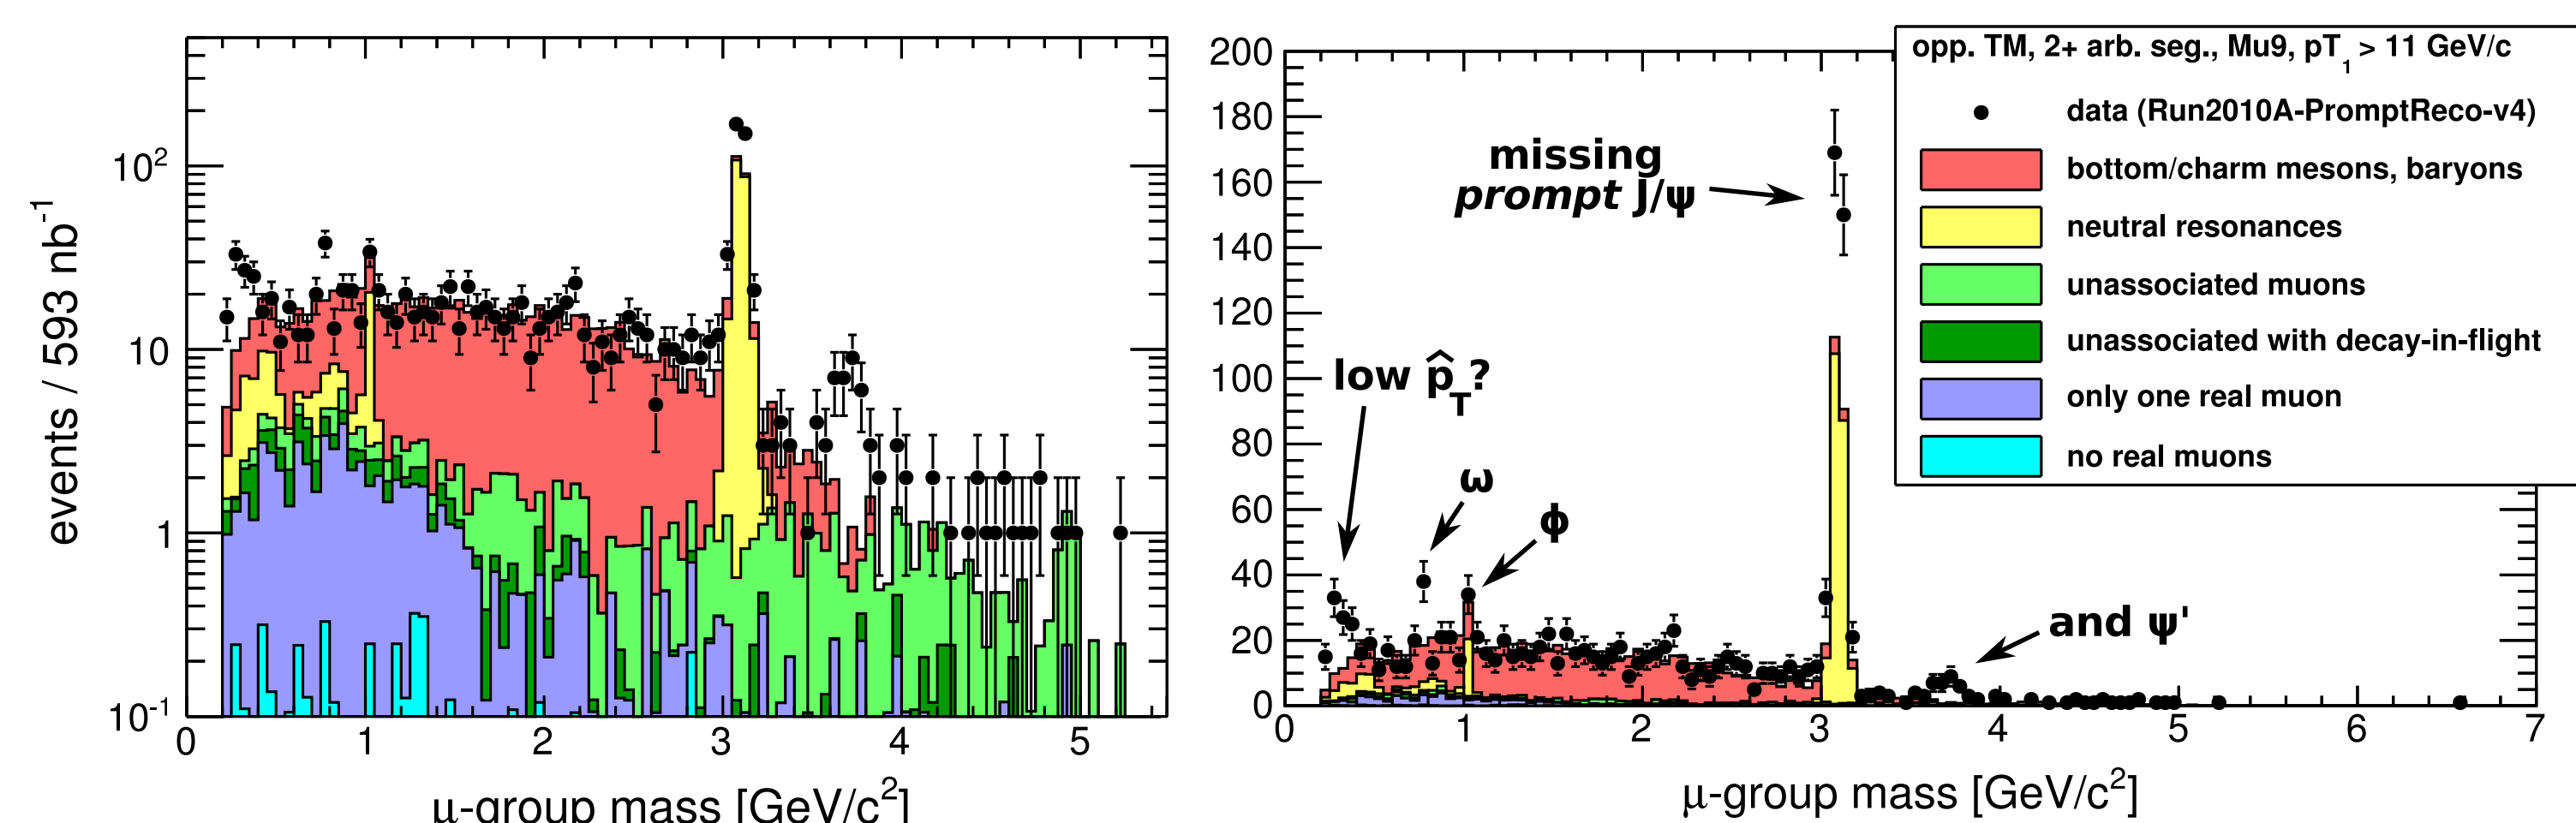 events / 593 nb⁻¹
10²
10
1
10⁻¹
0 1 2 3 4 5
μ-group mass [GeV/c²]
200
180
160
140
120
100
80
60
40
20
0
0 1 2 3 4 5 6 7
μ-group mass [GeV/c²]
missing
prompt J/ψ
low p̂_T?
ω
ϕ
and ψ'
opp. TM, 2+ arb. seg., Mu9, pT₁ > 11 GeV/c
data (Run2010A-PromptReco-v4)
bottom/charm mesons, baryons
neutral resonances
unassociated muons
unassociated with decay-in-flight
only one real muon
no real muons